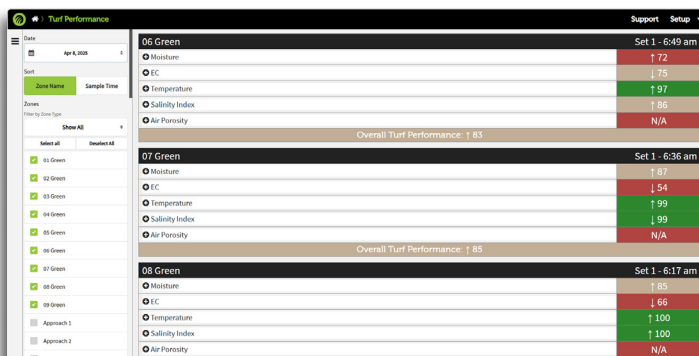 Turf Performance
Support Setup
Date
Apr 8, 2025
Sort
Zone Name Sample Time
Zones
Filter by Zone Type
Show All
Select all Deselect All
01 Green
02 Green
03 Green
04 Green
05 Green
06 Green
07 Green
08 Green
09 Green
Approach 1
Approach 2
06 Green Set 1 - 6:49 am
Moisture ↑ 72
EC ↓ 75
Temperature ↑ 97
Salinity Index ↑ 86
Air Porosity N/A
Overall Turf Performance: ↑ 83
07 Green Set 1 - 6:36 am
Moisture ↑ 87
EC ↓ 54
Temperature ↑ 99
Salinity Index ↓ 99
Air Porosity N/A
Overall Turf Performance: ↑ 85
08 Green Set 1 - 6:17 am
Moisture ↑ 85
EC ↓ 66
Temperature ↑ 100
Salinity Index ↑ 100
Air Porosity N/A